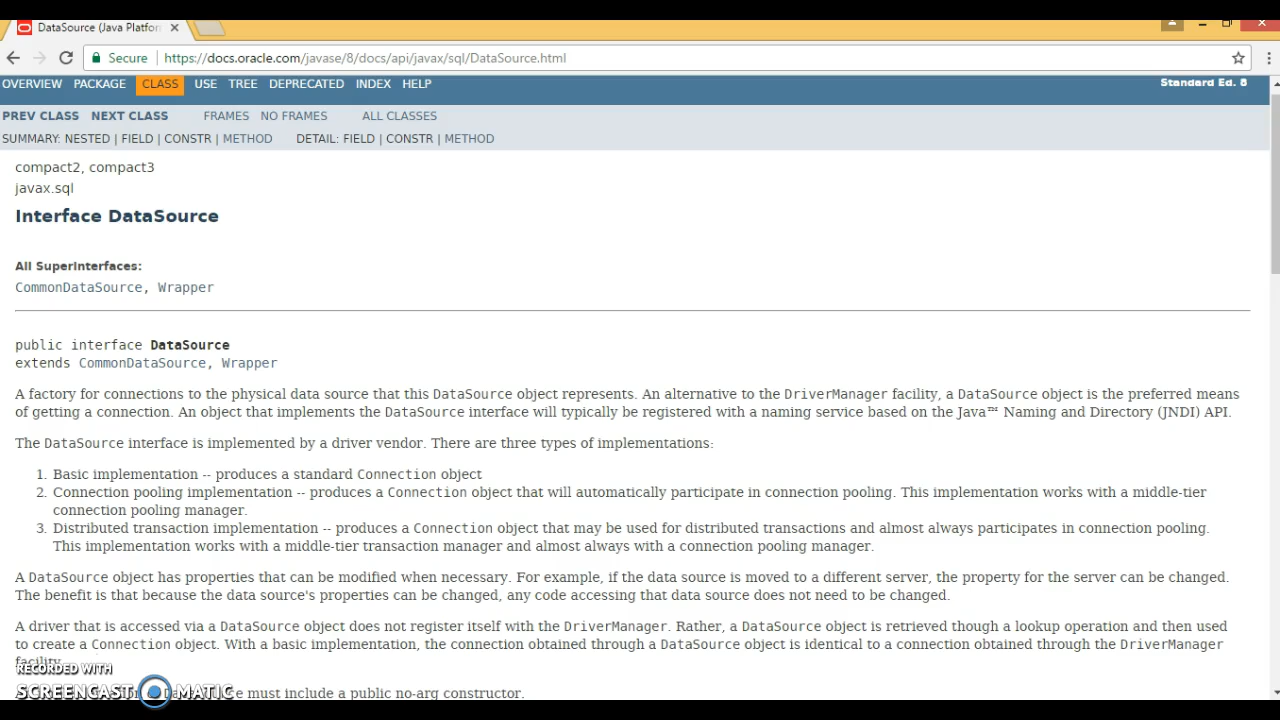 DataSource (Java Platforn
Secure https://docs.oracle.com/javase/8/docs/api/javax/sql/DataSource.html
OVERVIEW PACKAGE CLASS USE TREE DEPRECATED INDEX HELP Standard Ed. 8
PREV CLASS NEXT CLASS FRAMES NO FRAMES ALL CLASSES
SUMMARY: NESTED | FIELD | CONSTR | METHOD DETAIL: FIELD | CONSTR | METHOD
compact2, compact3
javax.sql
Interface DataSource
All Superinterfaces:
CommonDataSource, Wrapper
public interface DataSource
extends CommonDataSource, Wrapper
A factory for connections to the physical data source that this DataSource object represents. An alternative to the DriverManager facility, a DataSource object is the preferred means
of getting a connection. An object that implements the DataSource interface will typically be registered with a naming service based on the Java™ Naming and Directory (JNDI) API.
The DataSource interface is implemented by a driver vendor. There are three types of implementations:
1. Basic implementation -- produces a standard Connection object
2. Connection pooling implementation -- produces a Connection object that will automatically participate in connection pooling. This implementation works with a middle-tier
connection pooling manager.
3. Distributed transaction implementation -- produces a Connection object that may be used for distributed transactions and almost always participates in connection pooling.
This implementation works with a middle-tier transaction manager and almost always with a connection pooling manager.
A DataSource object has properties that can be modified when necessary. For example, if the data source is moved to a different server, the property for the server can be changed.
The benefit is that because the data source's properties can be changed, any code accessing that data source does not need to be changed.
A driver that is accessed via a DataSource object does not register itself with the DriverManager. Rather, a DataSource object is retrieved though a lookup operation and then used
to create a Connection object. With a basic implementation, the connection obtained through a DataSource object is identical to a connection obtained through the DriverManager
facility.
RECORDED WITH
SCREENCAST MATIC
must include a public no-arg constructor.